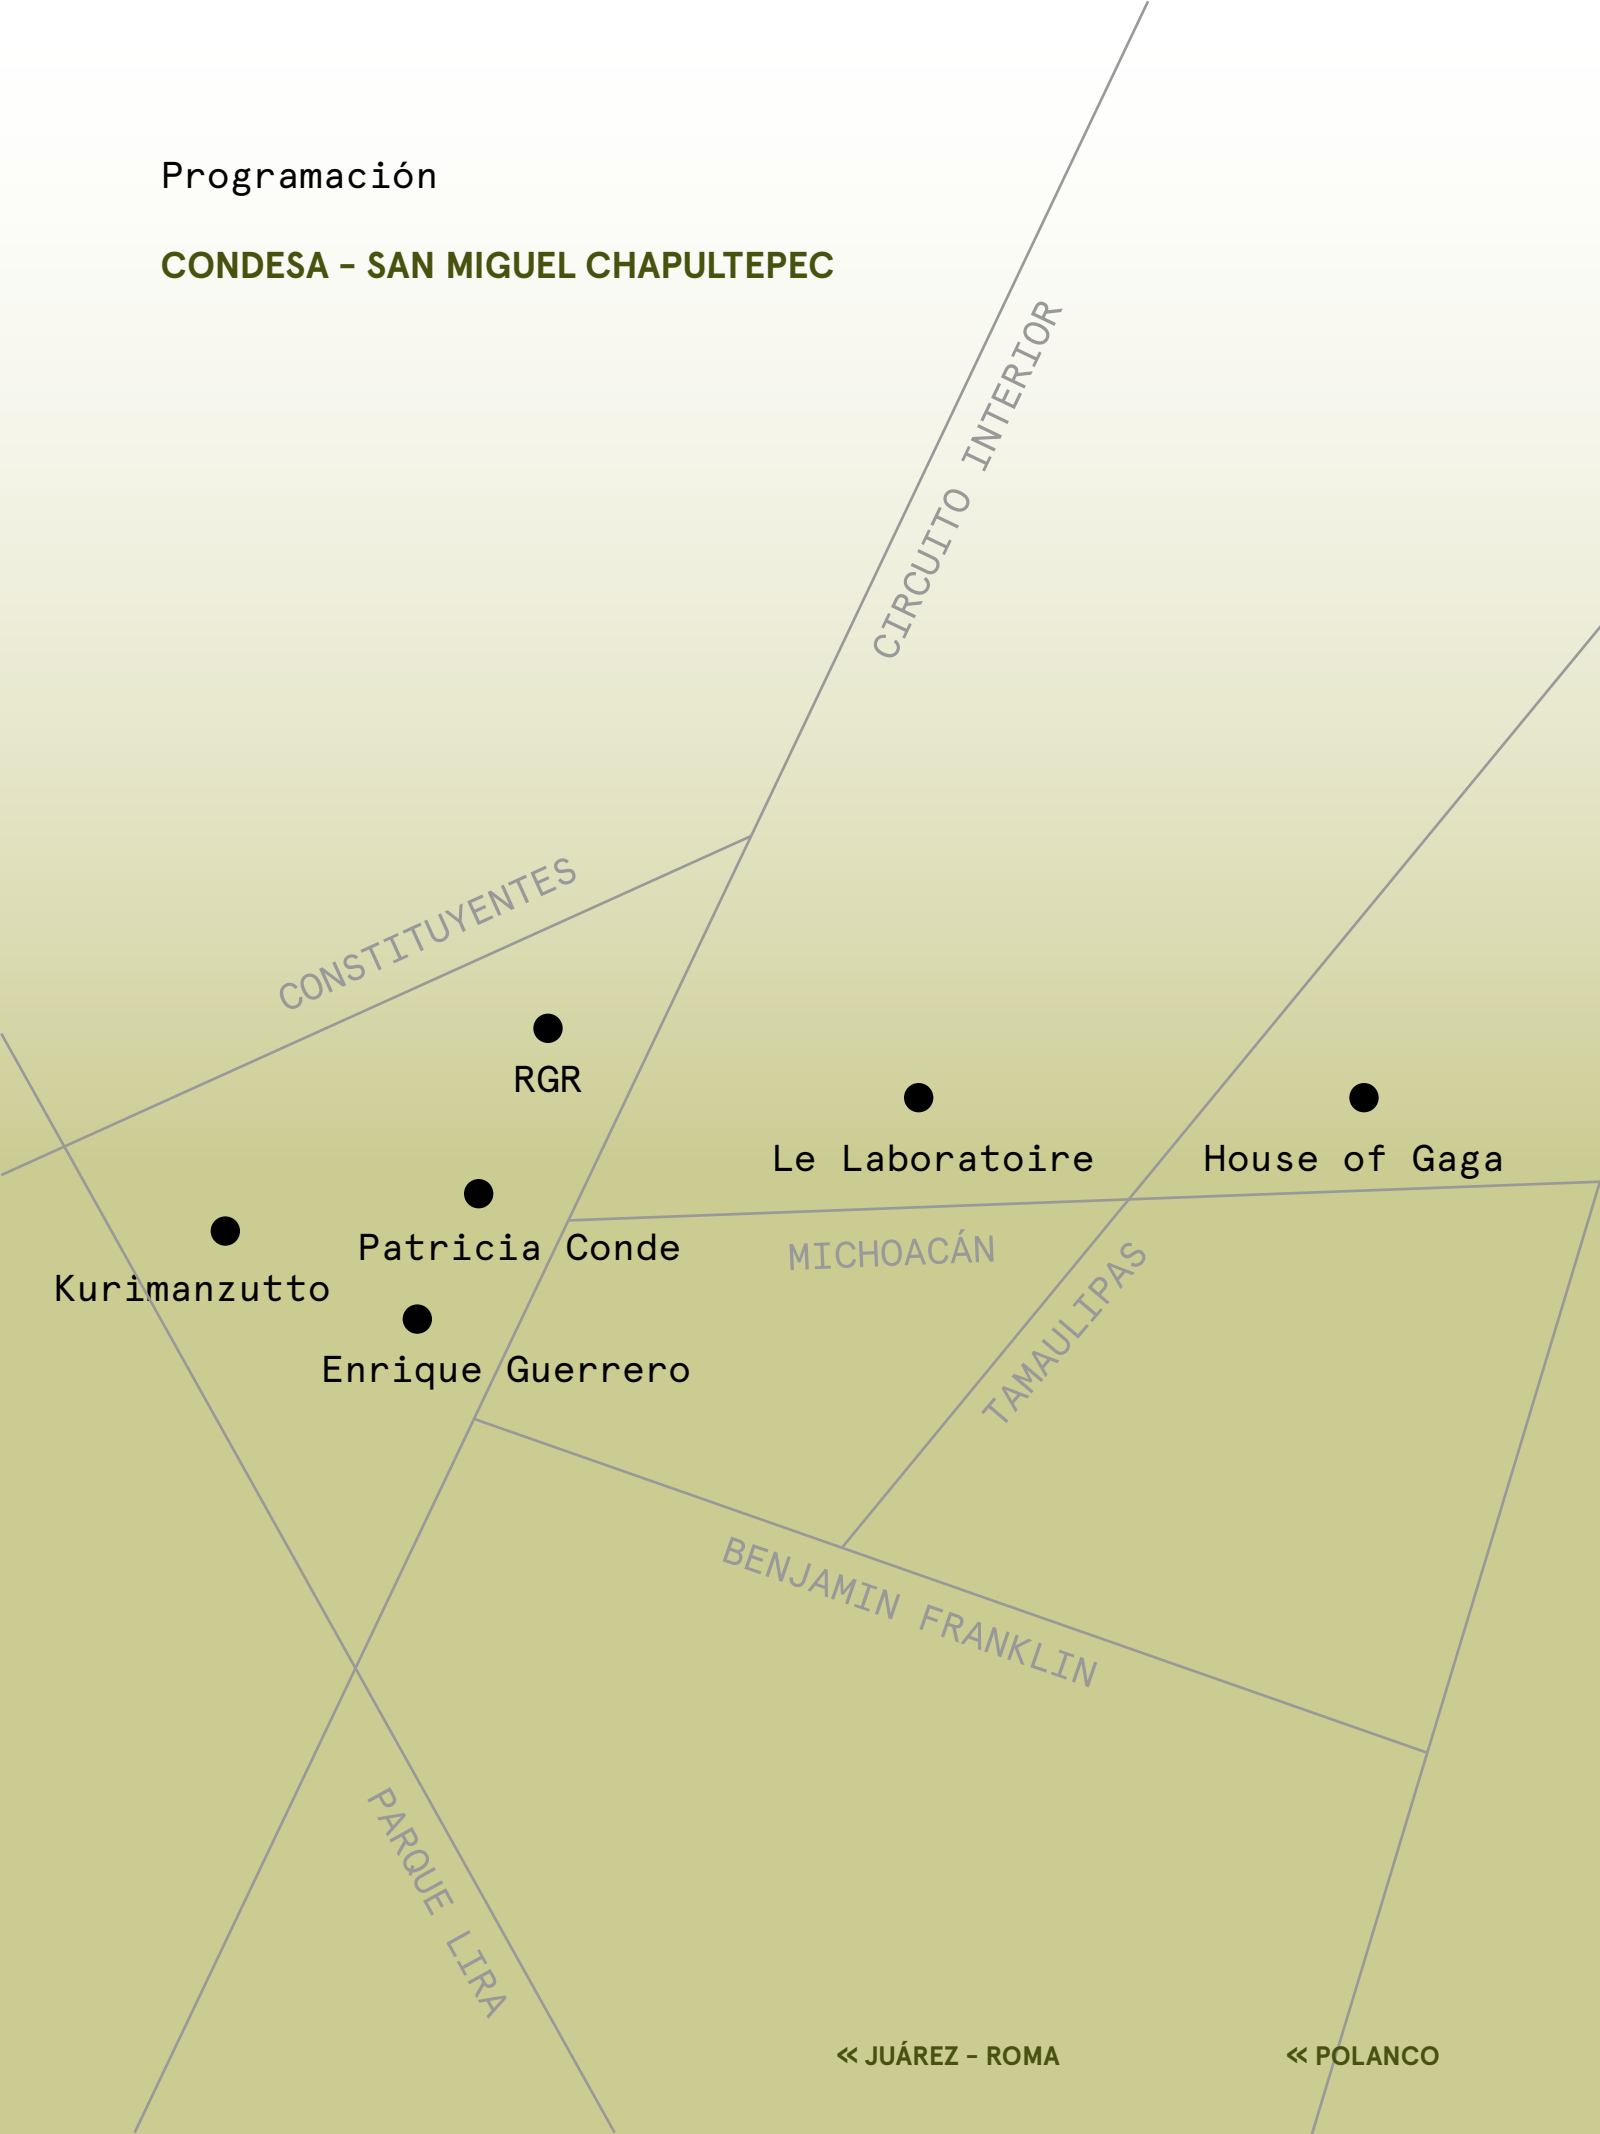 Programación
CONDESA – SAN MIGUEL CHAPULTEPEC
CIRCUITO INTERIOR
CONSTITUYENTES
RGR
Le Laboratoire
House of Gaga
Patricia Conde
Kurimanzutto
MICHOACÁN
TAMAULIPAS
Enrique Guerrero
BENJAMIN FRANKLIN
PARQUE LIRA
« JUÁREZ – ROMA
« POLANCO